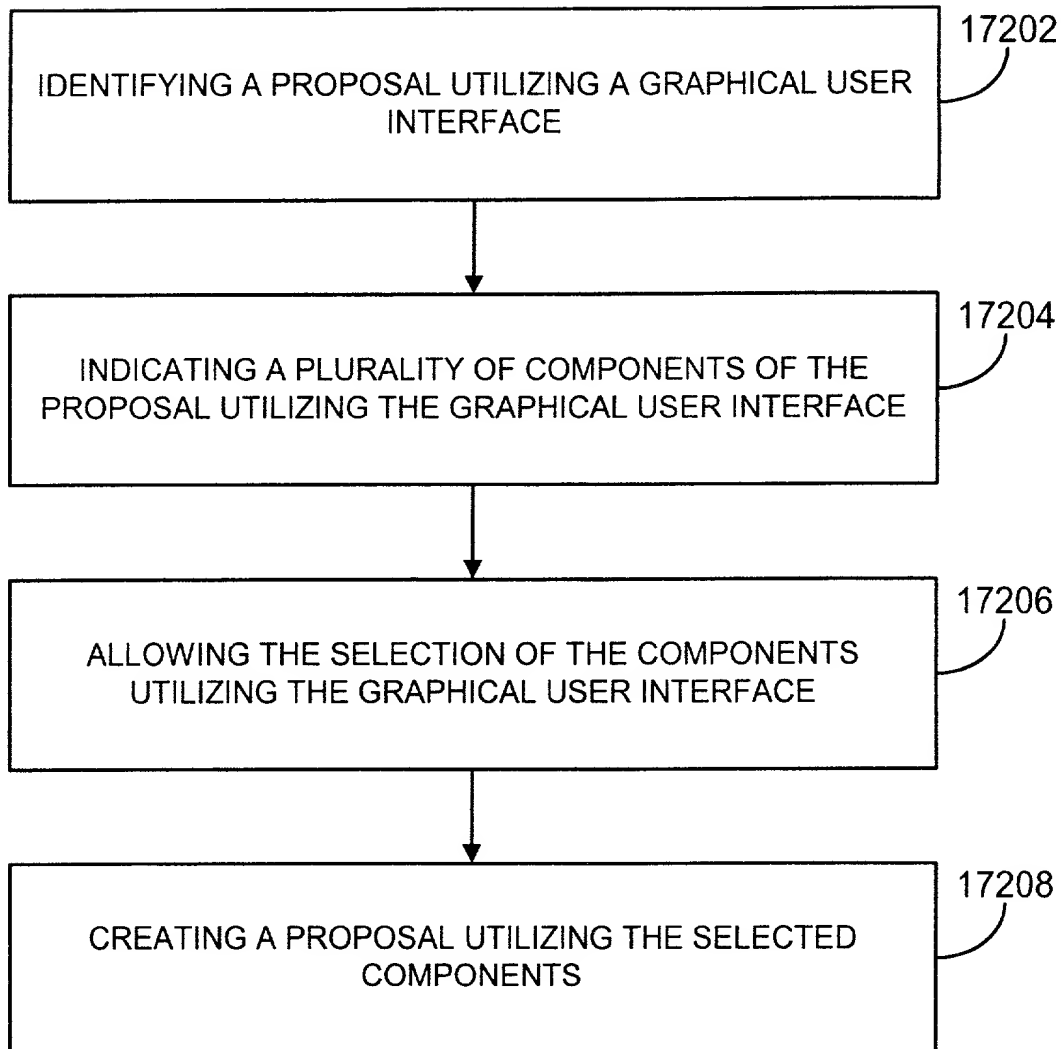 17202
IDENTIFYING A PROPOSAL UTILIZING A GRAPHICAL USER
INTERFACE
17204
INDICATING A PLURALITY OF COMPONENTS OF THE
PROPOSAL UTILIZING THE GRAPHICAL USER INTERFACE
17206
ALLOWING THE SELECTION OF THE COMPONENTS
UTILIZING THE GRAPHICAL USER INTERFACE
17208
CREATING A PROPOSAL UTILIZING THE SELECTED
COMPONENTS